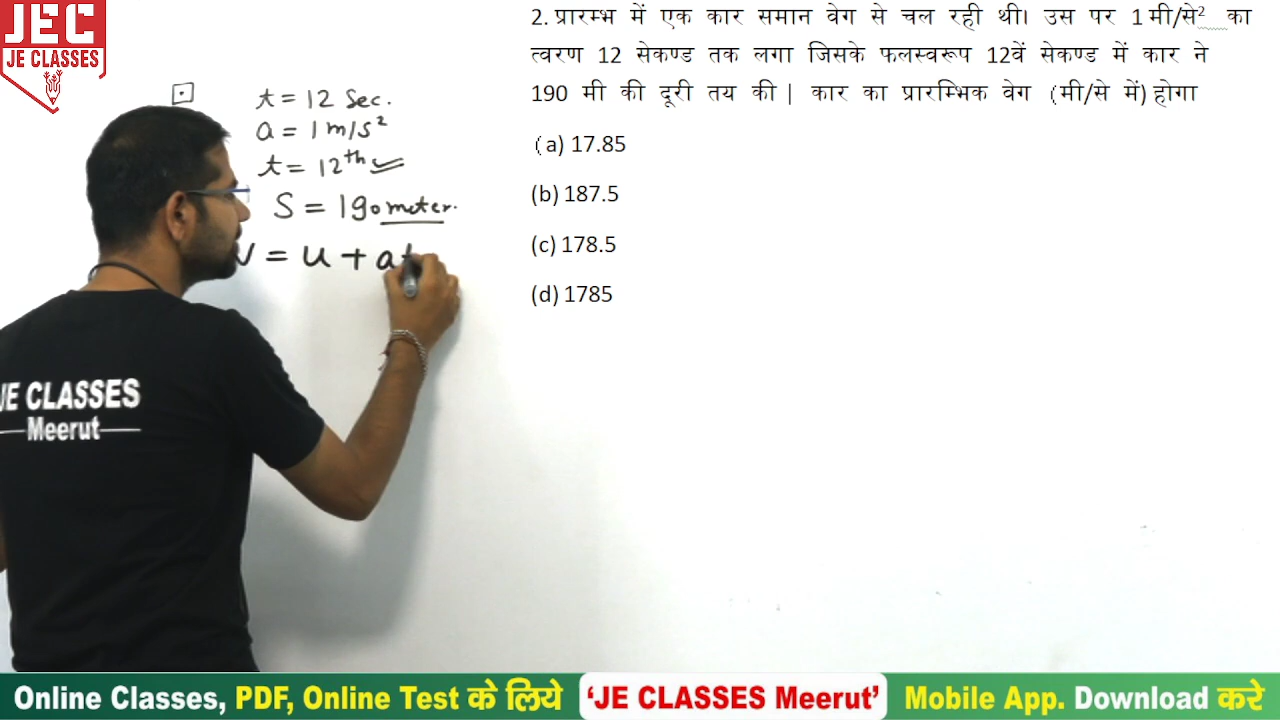 JEC
JE CLASSES
2. प्रारम्भ में एक कार समान वेग से चल रही थी। उस पर 1 मी/से² का
त्वरण 12 सेकण्ड तक लगा जिसके फलस्वरूप 12वें सेकण्ड में कार ने
190 मी की दूरी तय की | कार का प्रारम्भिक वेग (मी/से में) होगा
(a) 17.85
(b) 187.5
(c) 178.5
(d) 1785
t = 12 Sec.
a = 1 m/s²
t = 12th
S = 190 meter.
V = u + at
JE CLASSES
Meerut
Online Classes, PDF, Online Test के लिये 'JE CLASSES Meerut' Mobile App. Download करे